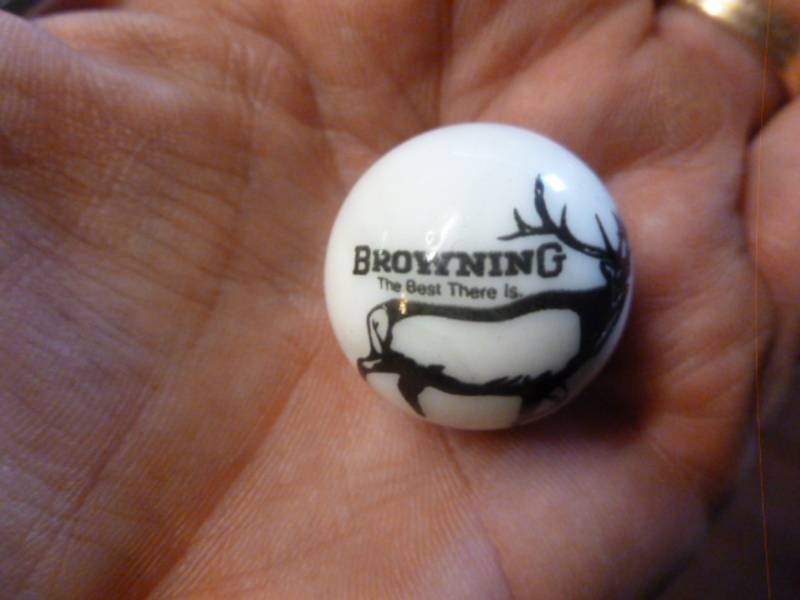 BROWNING
The Best There Is.